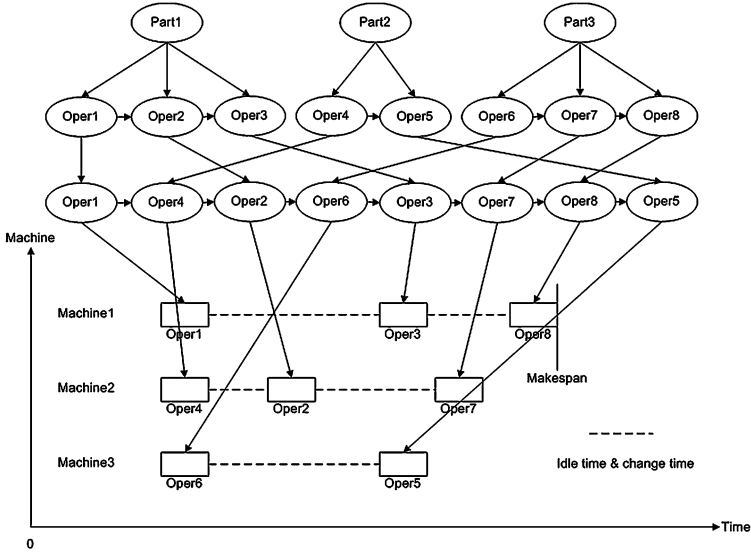 Part1 Part2 Part3
Oper1 Oper2 Oper3 Oper4 Oper5 Oper6 Oper7 Oper8
Oper1 Oper4 Oper2 Oper6 Oper3 Oper7 Oper8 Oper5
Machine
Machine1
Oper1 Oper3 Oper8
Makespan
Machine2
Oper4 Oper2 Oper7
Machine3
Oper6 Oper5
Idle time & change time
Time
0